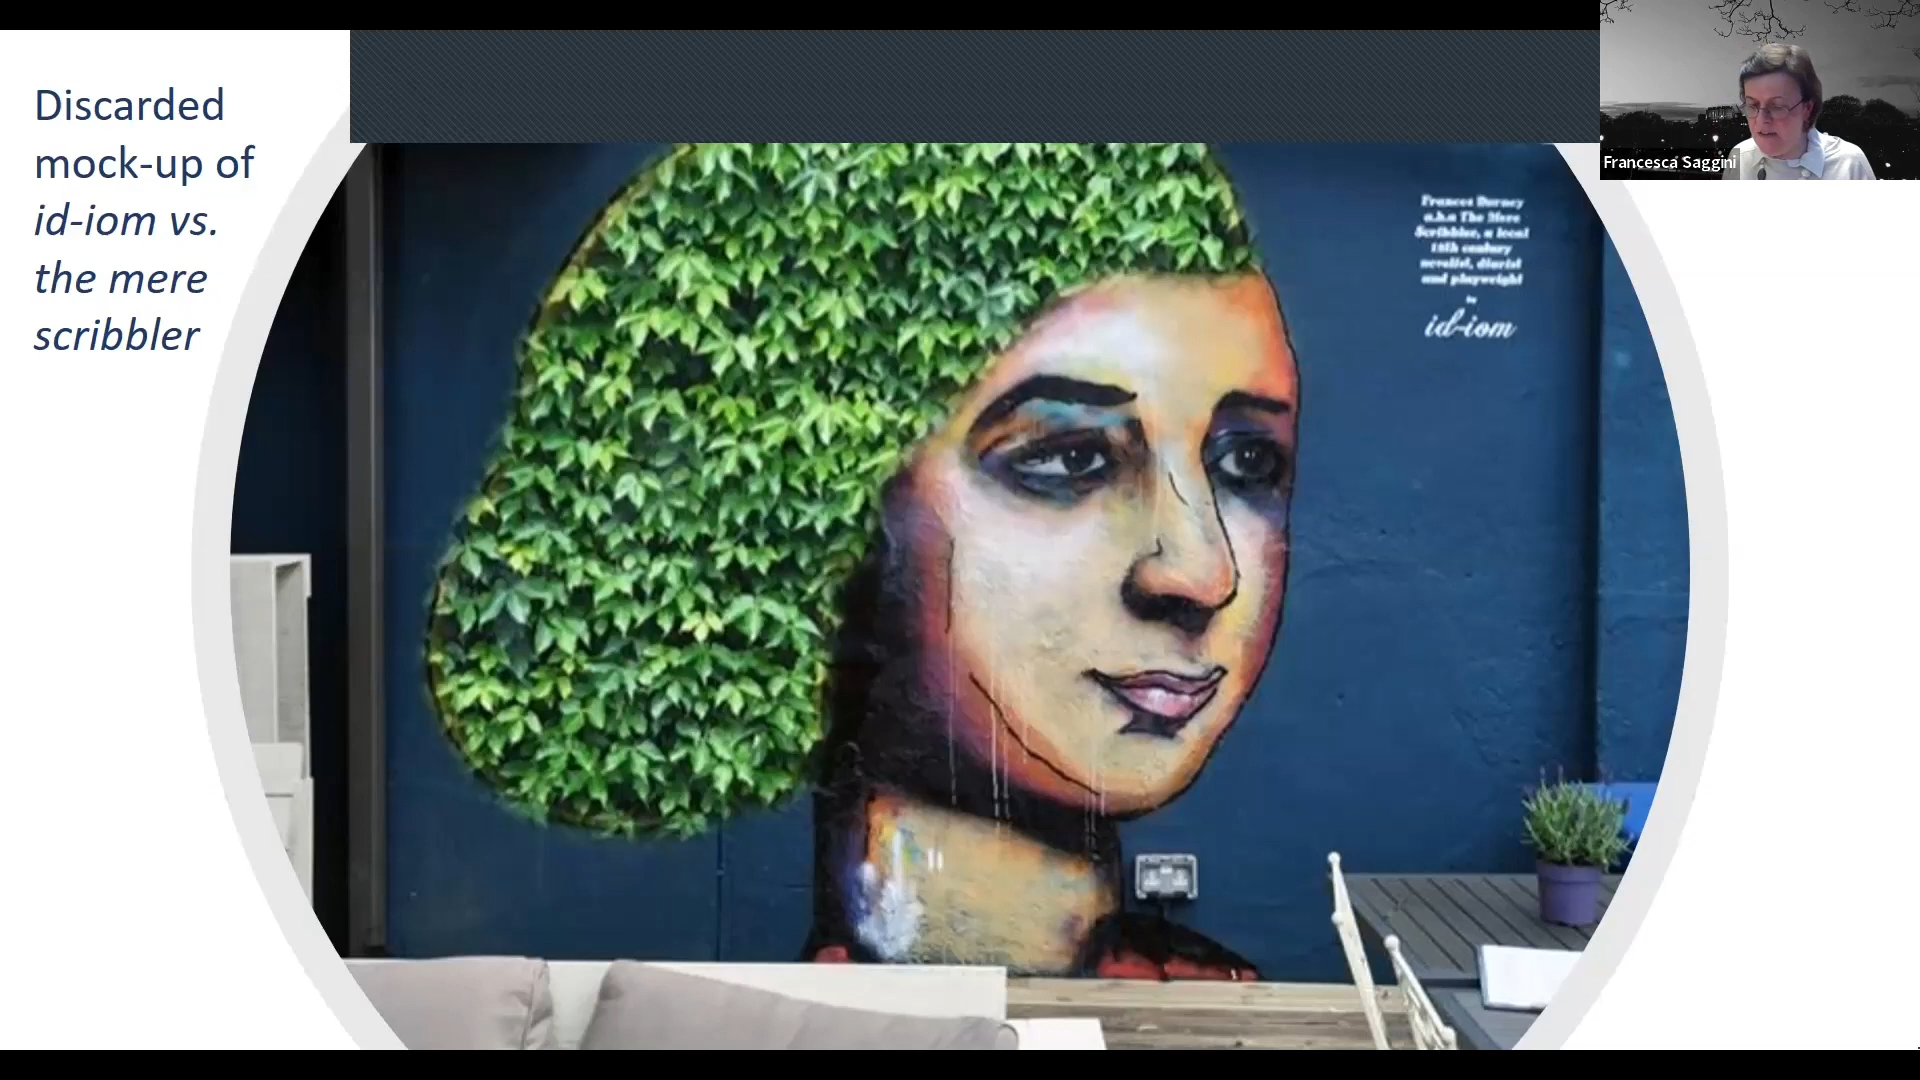 Discarded
mock-up of
id-iom vs.
the mere
scribbler
Francesca Saggini
Frances Burney
a.k.a The Mere
Scribbler, a local
18th century
novelist, diarist
and playwright
by
id-iom